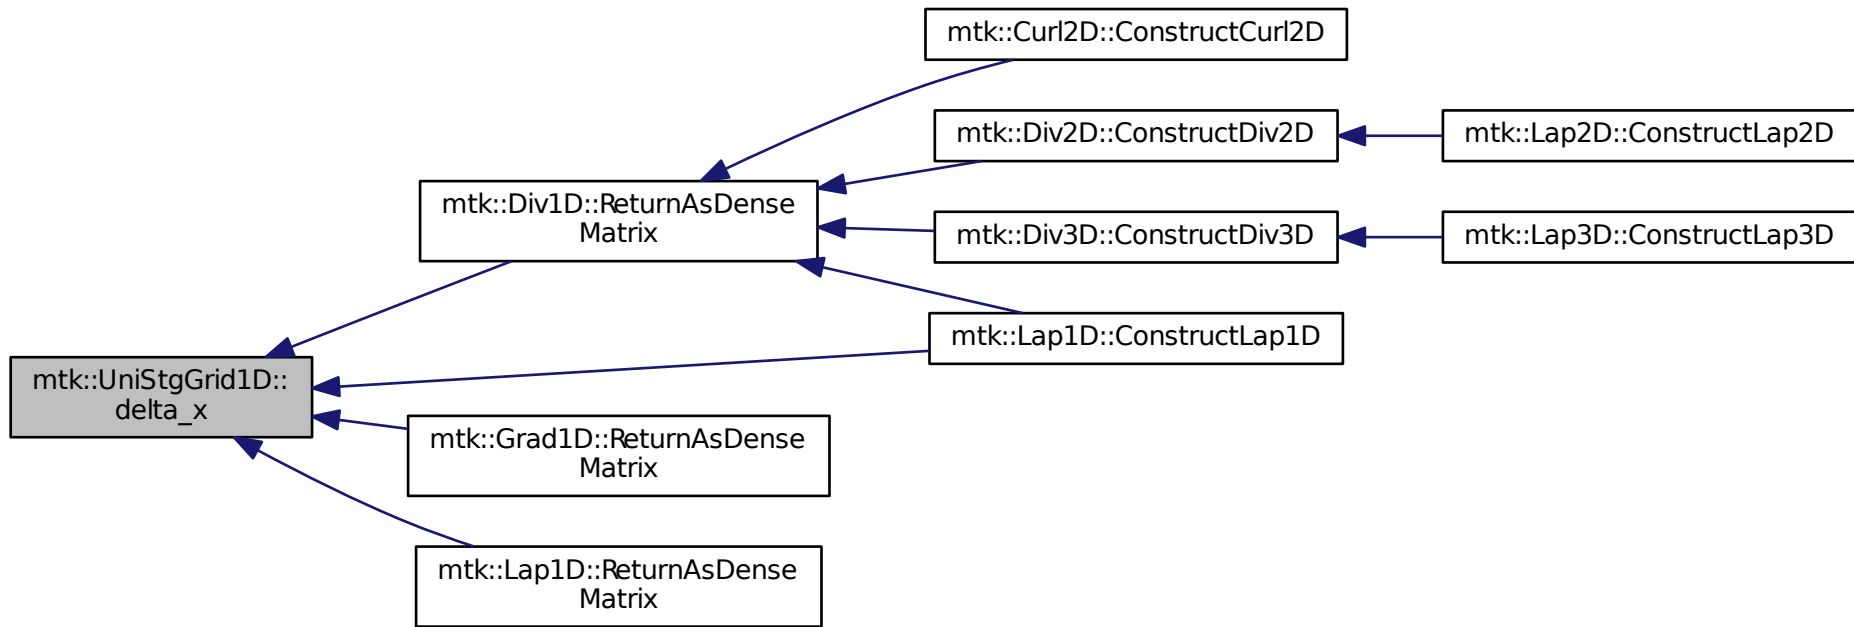 mtk::Curl2D::ConstructCurl2D
mtk::Div2D::ConstructDiv2D
mtk::Lap2D::ConstructLap2D
mtk::Div1D::ReturnAsDense
Matrix
mtk::Div3D::ConstructDiv3D
mtk::Lap3D::ConstructLap3D
mtk::Lap1D::ConstructLap1D
mtk::UniStgGrid1D::
delta_x
mtk::Grad1D::ReturnAsDense
Matrix
mtk::Lap1D::ReturnAsDense
Matrix